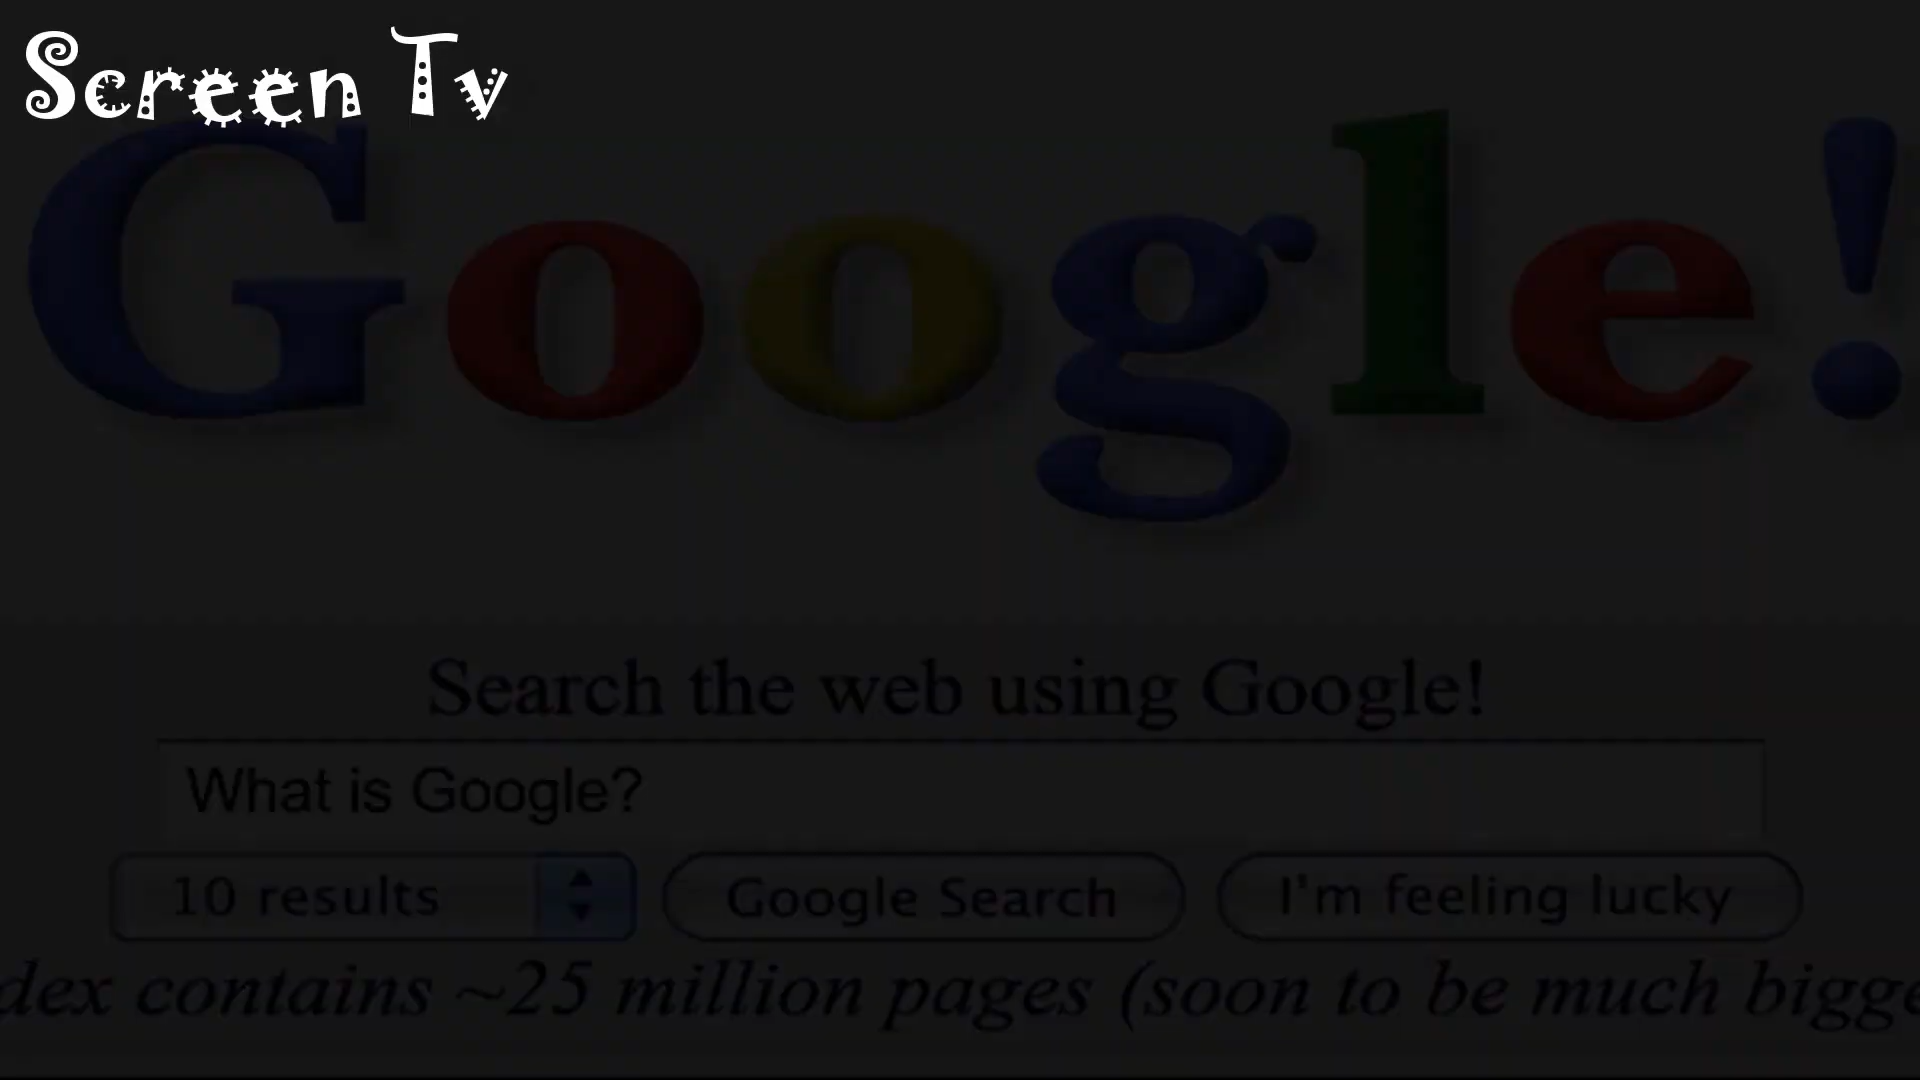 Screen Tv
Google!
Search the web using Google!
What is Google?
10 results
Google Search
I'm feeling lucky
contains ~25 million pages (soon to be much